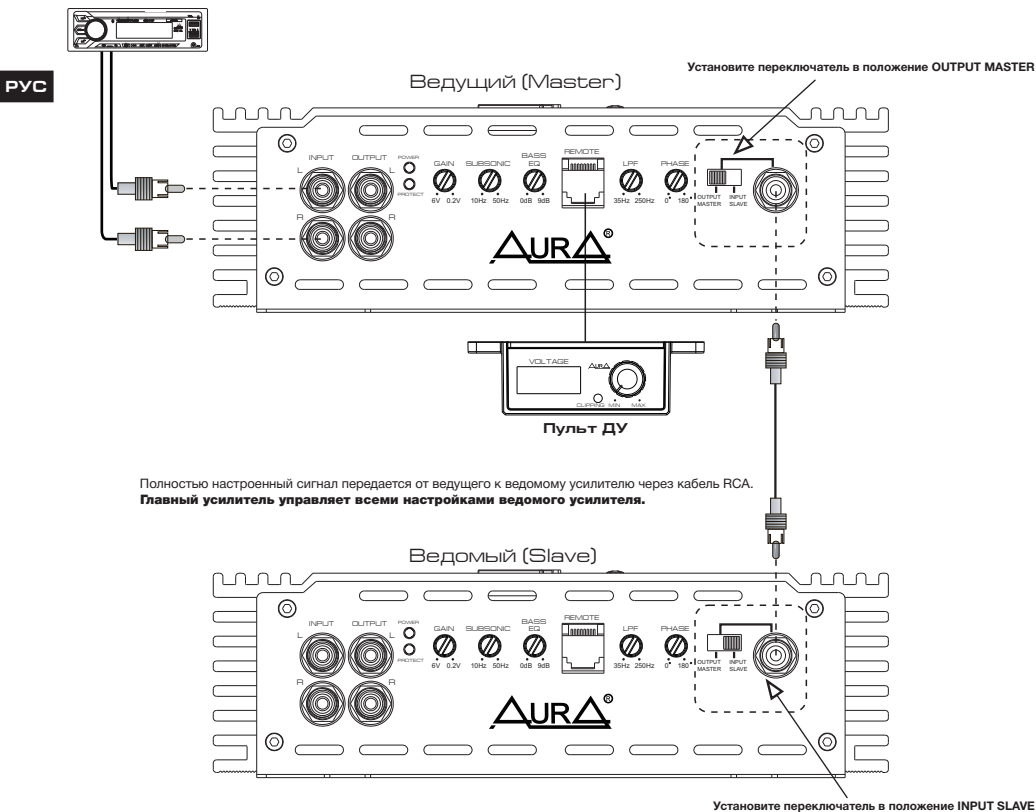 РУС
Установите переключатель в положение OUTPUT MASTER
Ведущий (Master)
INPUT OUTPUT POWER GAIN SUBSONIC BASS EQ REMOTE LPF PHASE
L L
PROTECT
6V 0.2V 10Hz 50Hz 0dB 9dB 35Hz 250Hz 0° 180°
OUTPUT MASTER INPUT SLAVE
R R
AURA®
VOLTAGE
AURA
CLIPPING MIN MAX
Пульт ДУ
Полностью настроенный сигнал передается от ведущего к ведомому усилителю через кабель RCA.
Главный усилитель управляет всеми настройками ведомого усилителя.
Ведомый (Slave)
INPUT OUTPUT POWER GAIN SUBSONIC BASS EQ REMOTE LPF PHASE
L L
PROTECT
6V 0.2V 10Hz 50Hz 0dB 9dB 35Hz 250Hz 0° 180°
OUTPUT MASTER INPUT SLAVE
R R
AURA®
Установите переключатель в положение INPUT SLAVE